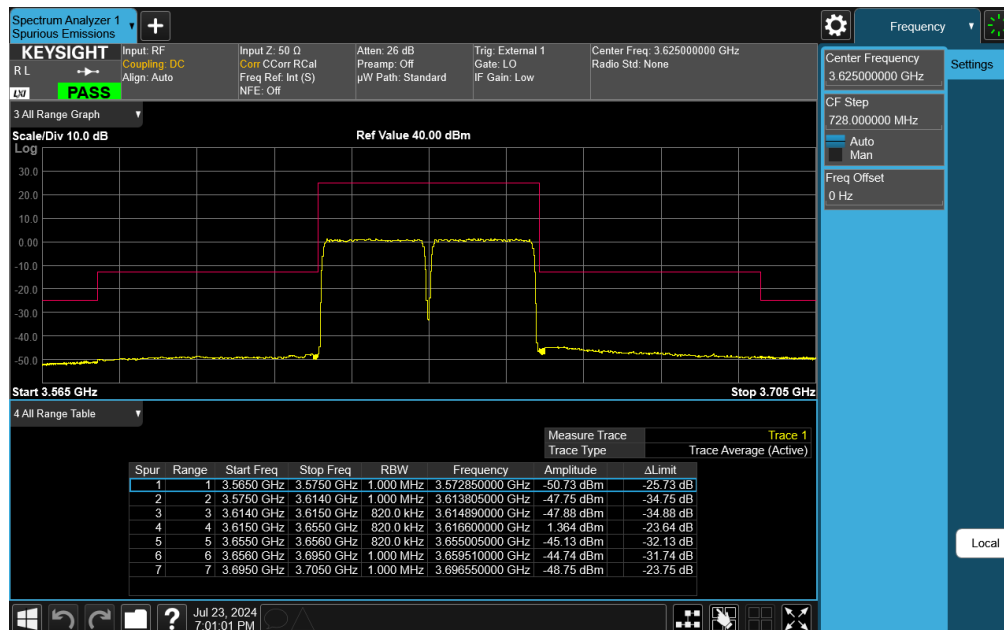 Spectrum Analyzer 1
Spurious Emissions
Frequency
KEYSIGHT
R L
LXI
PASS
Input: RF
Coupling: DC
Align: Auto
Input Z: 50 Ω
Corr CCorr RCal
Freq Ref: Int (S)
NFE: Off
Atten: 26 dB
Preamp: Off
µW Path: Standard
Trig: External 1
Gate: LO
IF Gain: Low
Center Freq: 3.625000000 GHz
Radio Std: None
Center Frequency
3.625000000 GHz
Settings
CF Step
728.000000 MHz
Auto
Man
Freq Offset
0 Hz
3 All Range Graph
Scale/Div 10.0 dB
Ref Value 40.00 dBm
Log
30.0
20.0
10.0
0.00
-10.0
-20.0
-30.0
-40.0
-50.0
Start 3.565 GHz
Stop 3.705 GHz
4 All Range Table
Measure Trace Trace 1
Trace Type Trace Average (Active)
Spur Range Start Freq Stop Freq RBW Frequency Amplitude ΔLimit
1 1 3.5650 GHz 3.5750 GHz 1.000 MHz 3.572850000 GHz -50.73 dBm -25.73 dB
2 2 3.5750 GHz 3.6140 GHz 1.000 MHz 3.613805000 GHz -47.75 dBm -34.75 dB
3 3 3.6140 GHz 3.6150 GHz 820.0 kHz 3.614890000 GHz -47.88 dBm -34.88 dB
4 4 3.6150 GHz 3.6550 GHz 820.0 kHz 3.616600000 GHz 1.364 dBm -23.64 dB
5 5 3.6550 GHz 3.6560 GHz 820.0 kHz 3.655005000 GHz -45.13 dBm -32.13 dB
6 6 3.6560 GHz 3.6950 GHz 1.000 MHz 3.659510000 GHz -44.74 dBm -31.74 dB
7 7 3.6950 GHz 3.7050 GHz 1.000 MHz 3.696550000 GHz -48.75 dBm -23.75 dB
Local
?
Jul 23, 2024
7:01:01 PM